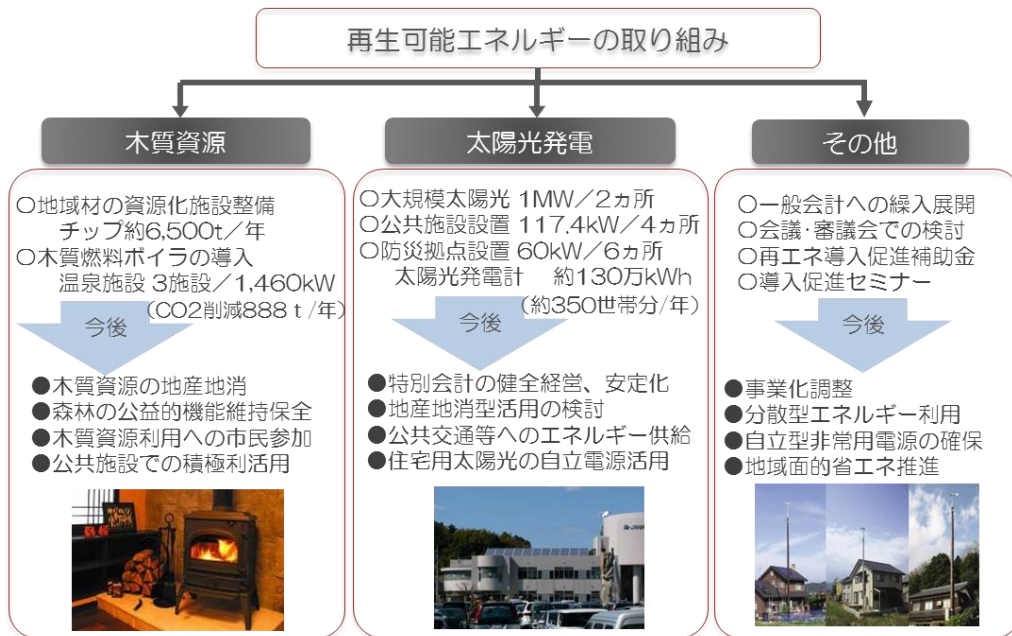 再生可能エネルギーの取り組み
木質資源
○地域材の資源化施設整備
チップ約6,500t/年
○木質燃料ボイラの導入
温泉施設 3施設/1,460kW
(CO2削減888t/年)
今後
●木質資源の地産地消
●森林の公益的機能維持保全
●木質資源利用への市民参加
●公共施設での積極利活用
太陽光発電
○大規模太陽光 1MW/2ヵ所
○公共施設設置 117.4kW/4ヵ所
○防災拠点設置 60kW/6ヵ所
太陽光発電計 約130万kWh
(約350世帯分/年)
今後
●特別会計の健全経営、安定化
●地産地消型活用の検討
●公共交通等へのエネルギー供給
●住宅用太陽光の自立電源活用
その他
○一般会計への繰入展開
○会議・審議会での検討
○再エネ導入促進補助金
○導入促進セミナー
今後
●事業化調整
●分散型エネルギー利用
●自立型非常用電源の確保
●地域面的省エネ推進